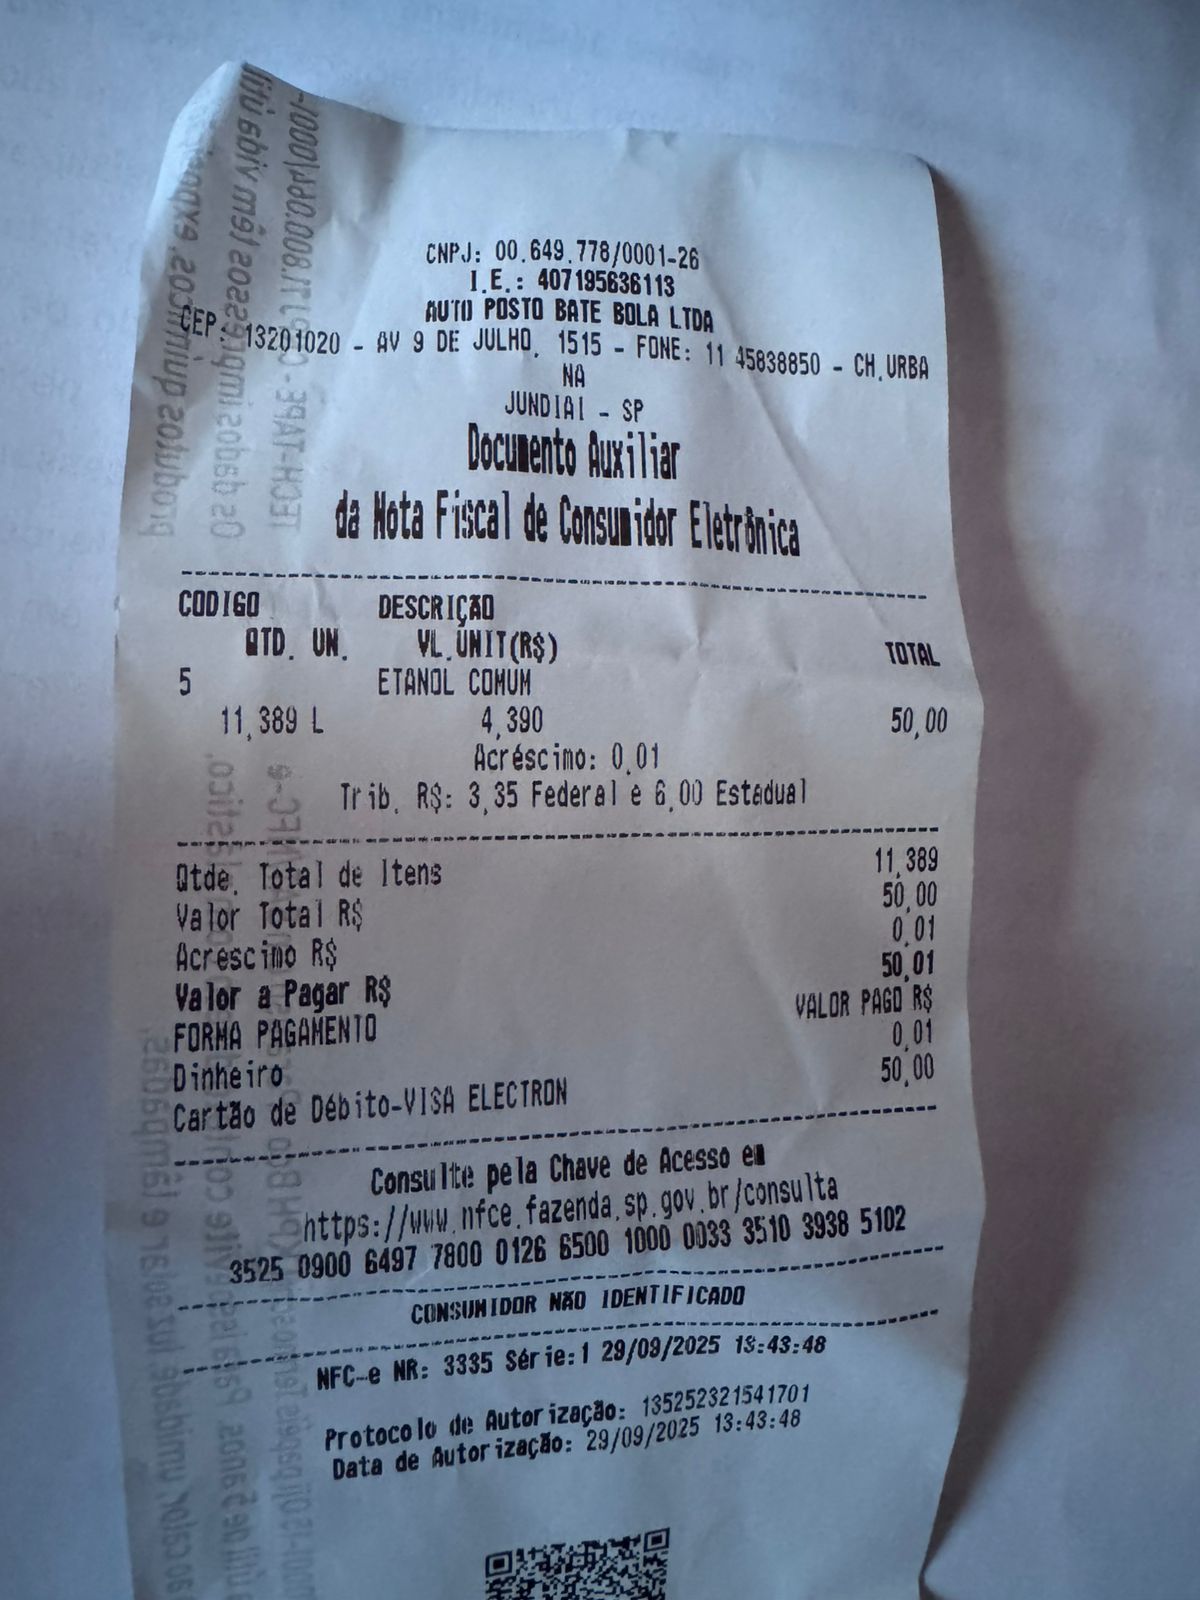 CNPJ: 00.649.778/0001-26
I.E.: 407195636113
AUTO POSTO BATE BOLA LTDA
CEP: 13201020 - AV 9 DE JULHO, 1515 - FONE: 11 45838850 - CH.URBA
NA
JUNDIAI - SP
Documento Auxiliar
da Nota Fiscal de Consumidor Eletrônica
CODIGO DESCRIÇÃO
QTD. UN. VL.UNIT(R$) TOTAL
5 ETANOL COMUM
11,389 L 4,390 50,00
Acréscimo: 0,01
Trib. R$: 3,35 Federal e 6,00 Estadual
Qtde. Total de Itens 11,389
Valor Total R$ 50,00
Acrescimo R$ 0,01
Valor a Pagar R$ 50,01
FORMA PAGAMENTO VALOR PAGO R$
Dinheiro 0,01
Cartão de Débito-VISA ELECTRON 50,00
Consulte pela Chave de Acesso em
https://www.nfce.fazenda.sp.gov.br/consulta
3525 0900 6497 7800 0126 6500 1000 0033 3510 3938 5102
CONSUMIDOR NÃO IDENTIFICADO
NFC-e NR: 3335 Série:1 29/09/2025 13:43:48
Protocolo de Autorização: 135252321541701
Data de Autorização: 29/09/2025 13:43:48